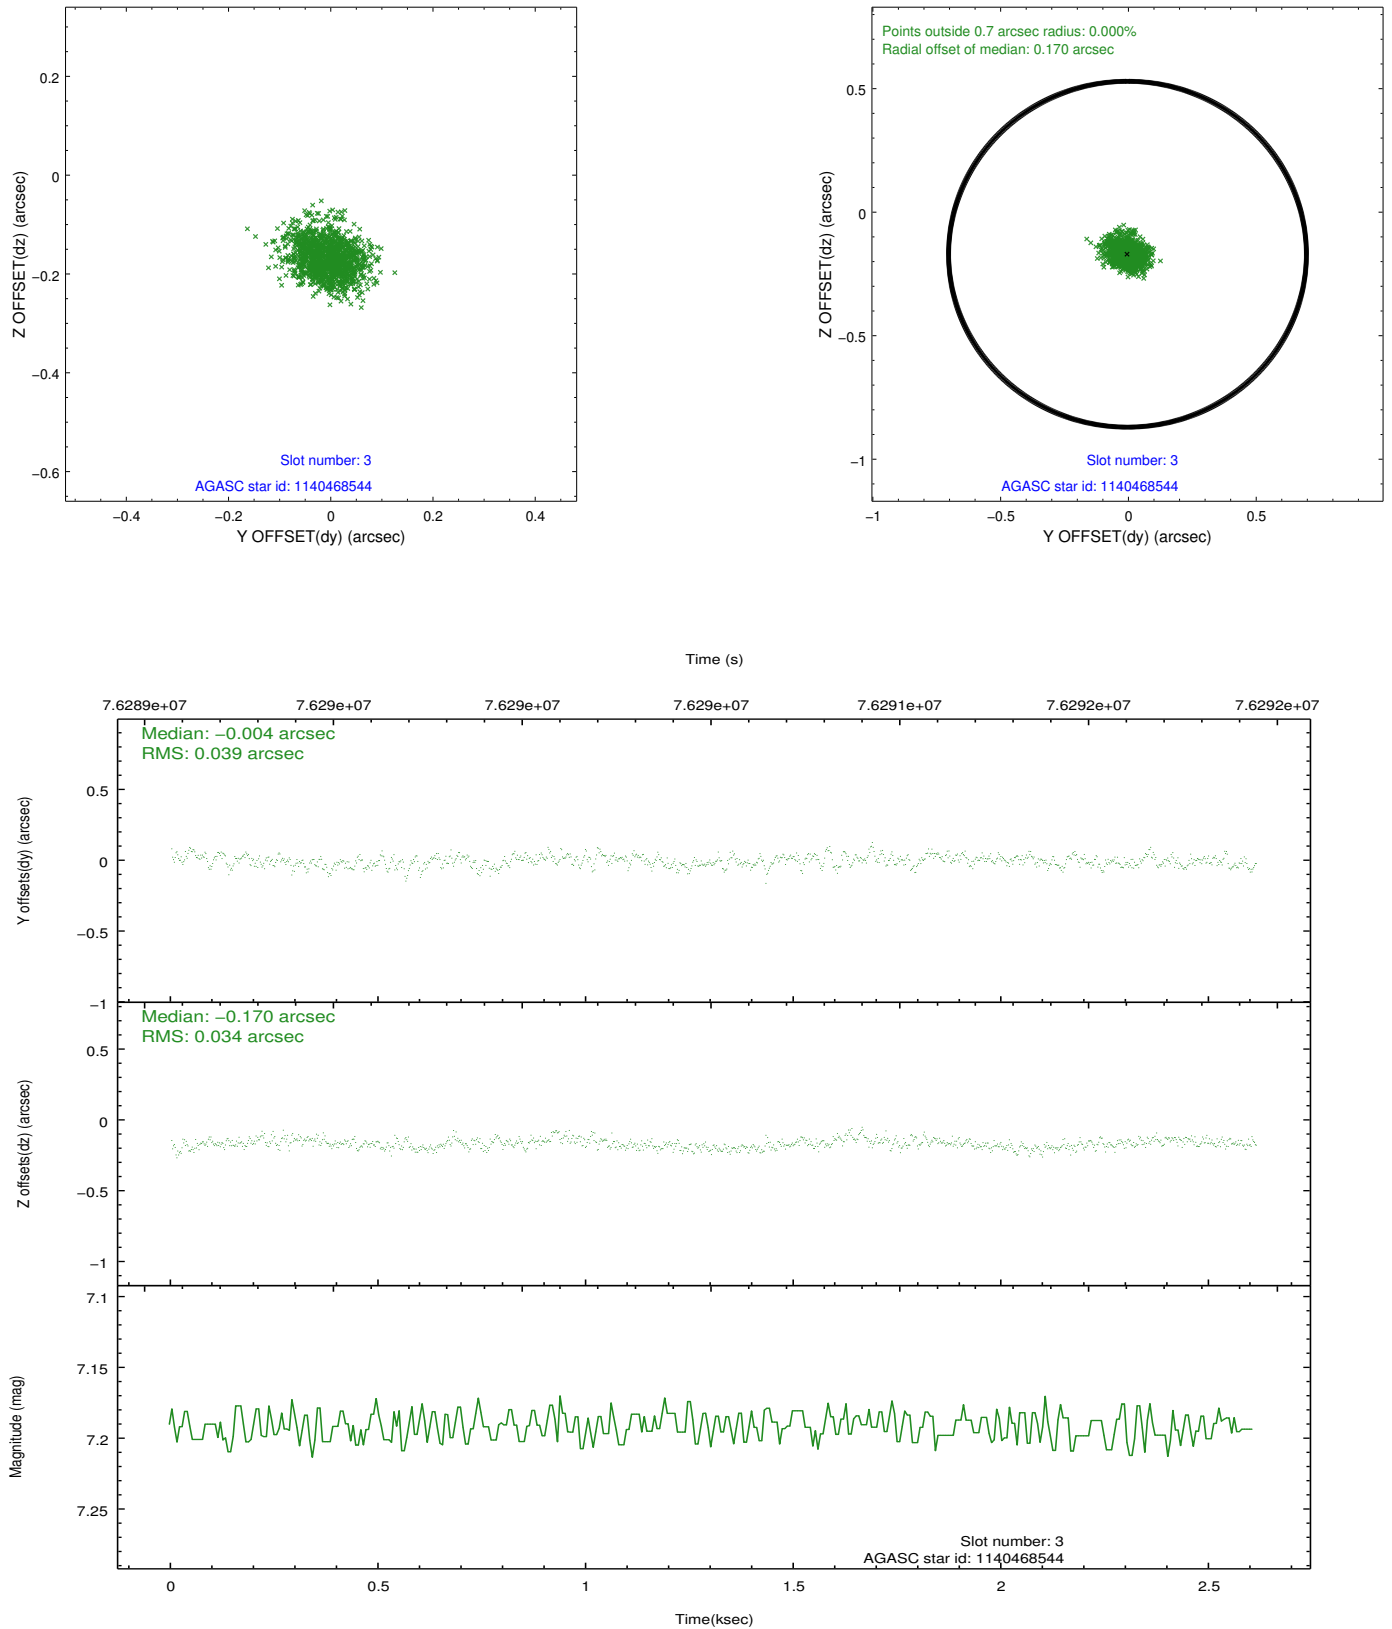 0.2
0
−0.2
−0.4
−0.6
Z OFFSET(dz) (arcsec)
Slot number: 3
AGASC star id: 1140468544
−0.4 −0.2 0 0.2 0.4
Y OFFSET(dy) (arcsec)
Points outside 0.7 arcsec radius: 0.000%
Radial offset of median: 0.170 arcsec
0.5
0
−0.5
−1
Z OFFSET(dz) (arcsec)
Slot number: 3
AGASC star id: 1140468544
−1 −0.5 0 0.5
Y OFFSET(dy) (arcsec)
Time (s)
7.6289e+07 7.629e+07 7.629e+07 7.629e+07 7.6291e+07 7.6292e+07 7.6292e+07
Median: −0.004 arcsec
RMS: 0.039 arcsec
0.5
0
−0.5
−1
Y offsets(dy) (arcsec)
Median: −0.170 arcsec
RMS: 0.034 arcsec
0.5
0
−0.5
−1
Z offsets(dz) (arcsec)
7.1
7.15
7.2
7.25
Magnitude (mag)
Slot number: 3
AGASC star id: 1140468544
0 0.5 1 1.5 2 2.5
Time(ksec)